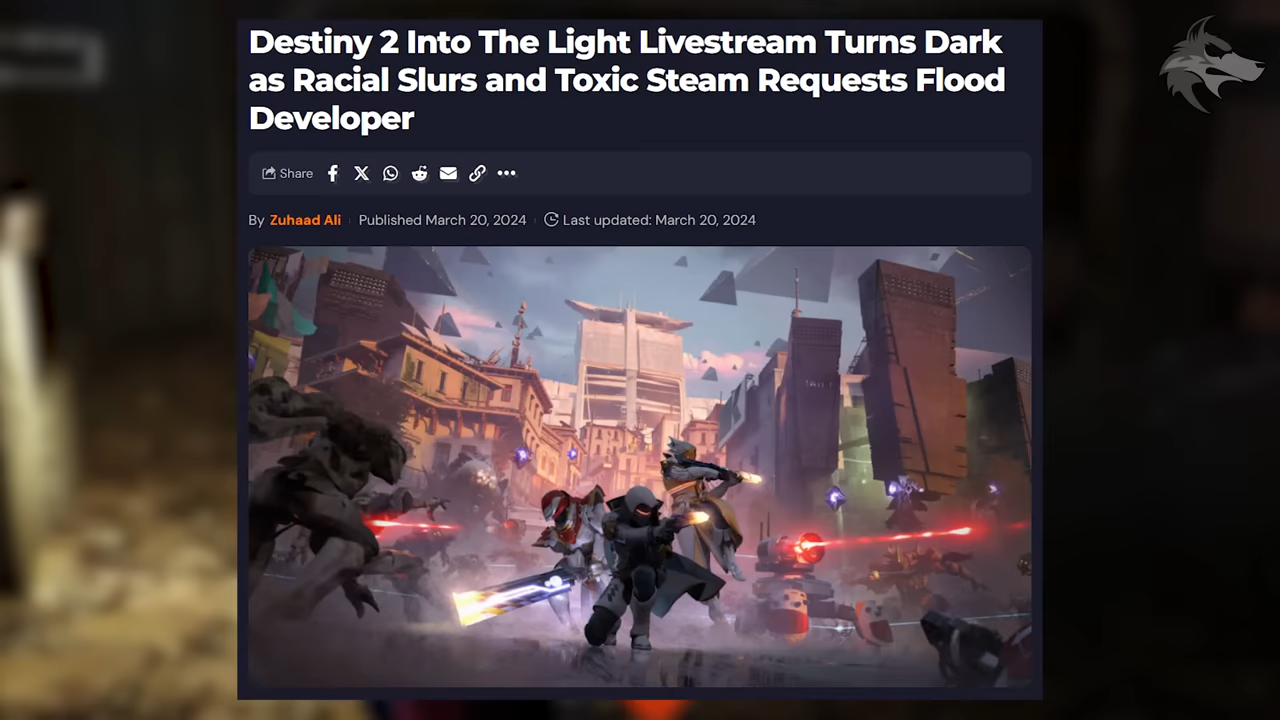 Destiny 2 Into The Light Livestream Turns Dark
as Racial Slurs and Toxic Steam Requests Flood
Developer
Share
By Zuhaad Ali Published March 20, 2024 Last updated: March 20, 2024